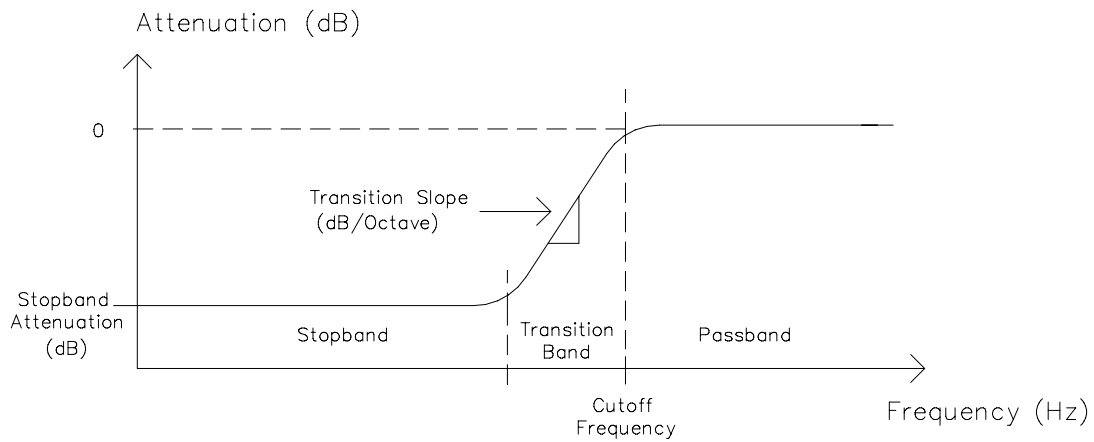 Attenuation (dB)
0
Transition Slope
(dB/Octave)
Stopband
Attenuation
(dB)
Stopband
Transition
Band
Passband
Cutoff
Frequency
Frequency (Hz)